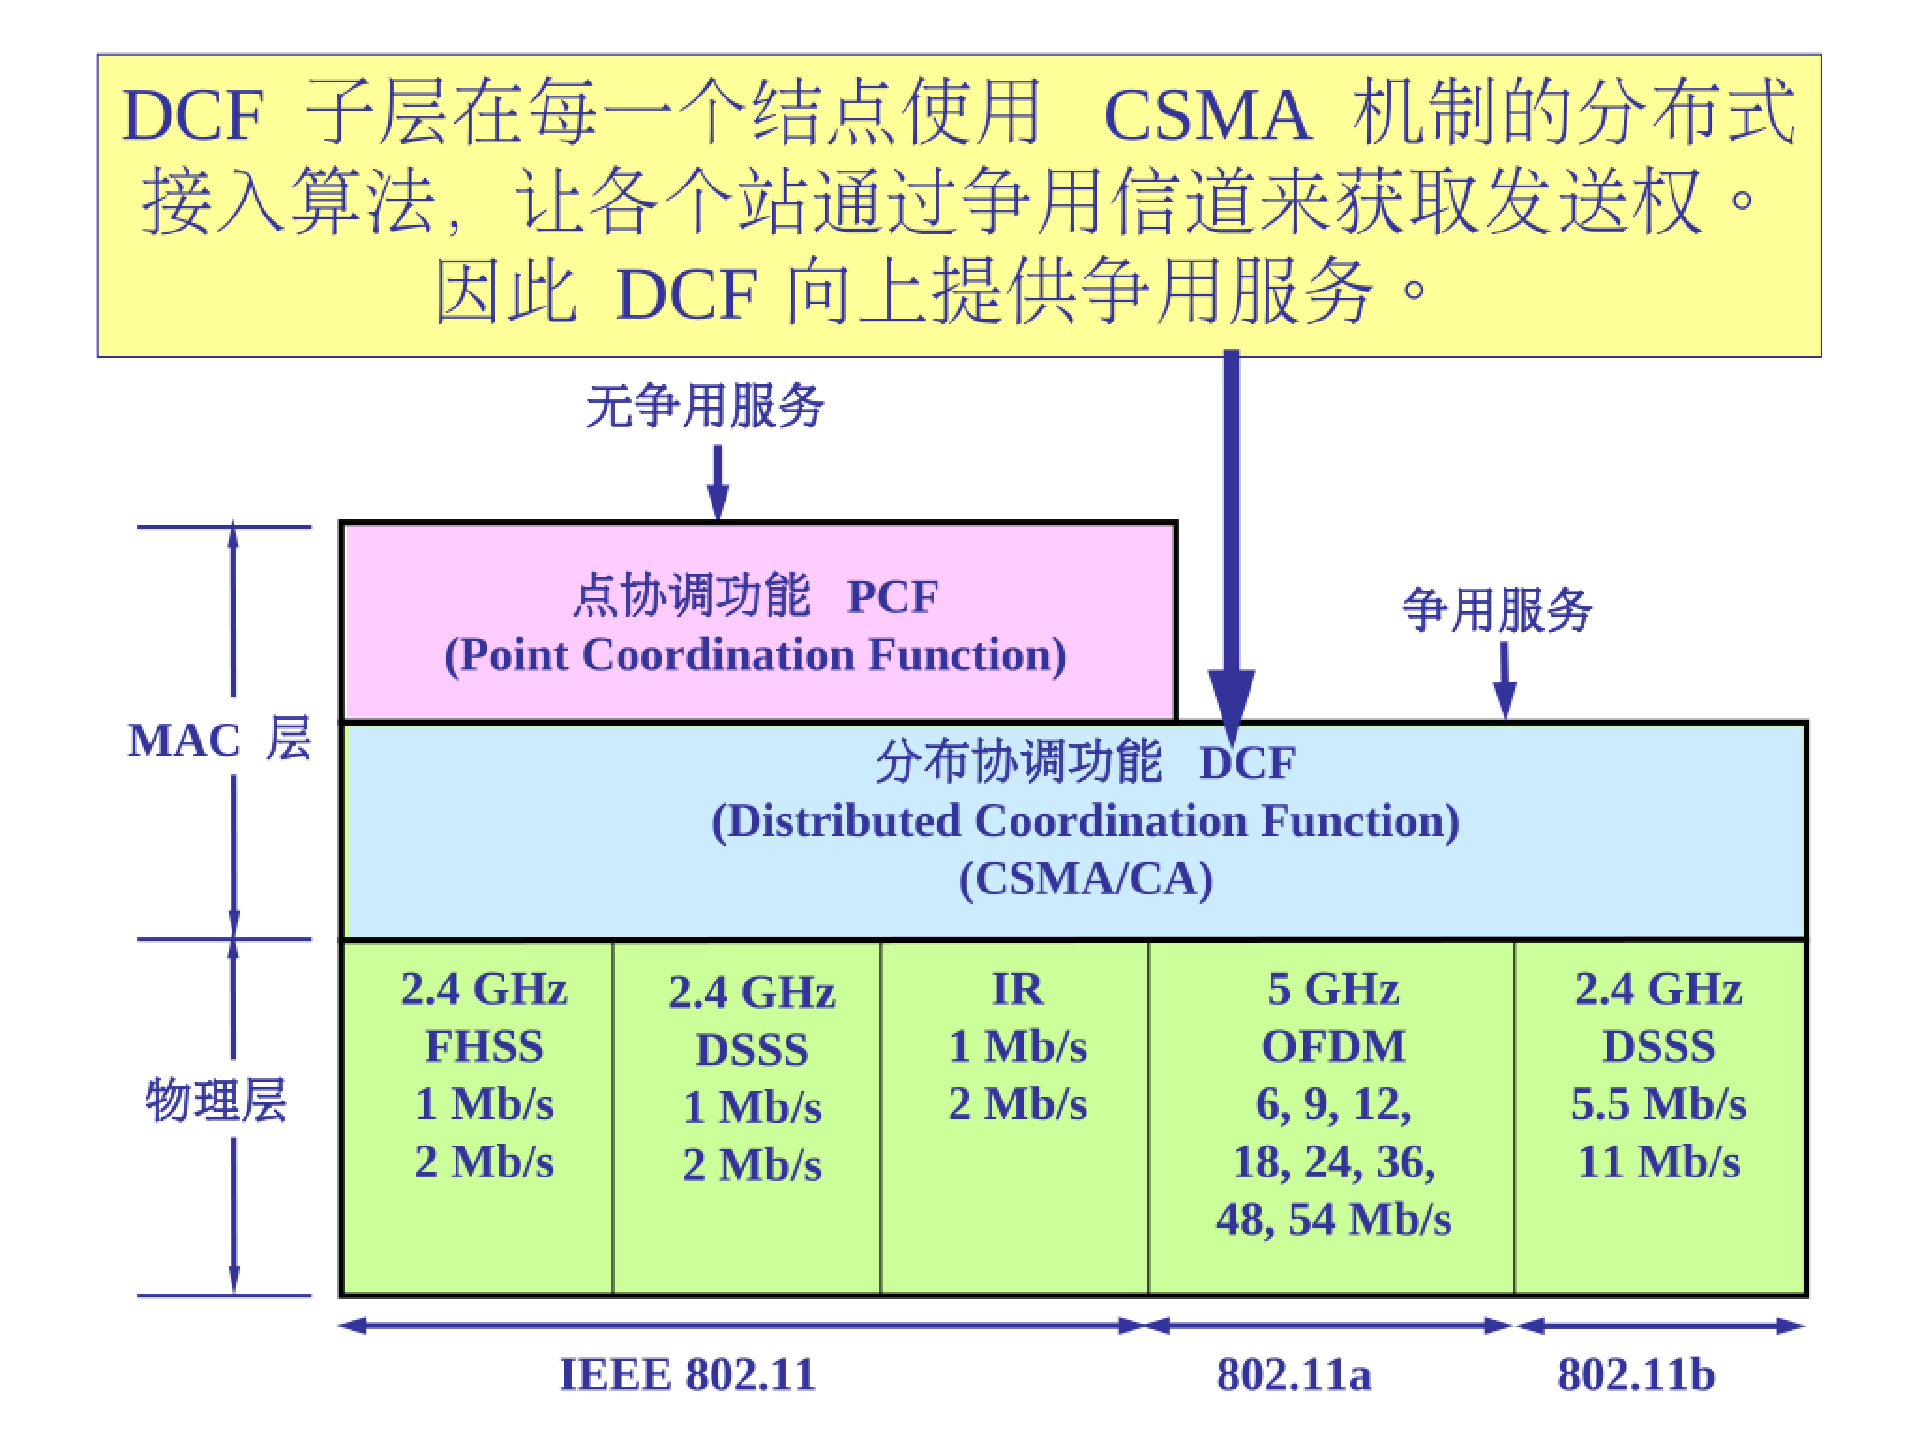 DCF 子层在每一个结点使用 CSMA 机制的分布式
接入算法，让各个站通过争用信道来获取发送权。
因此 DCF 向上提供争用服务。
无争用服务
点协调功能 PCF
(Point Coordination Function)
争用服务
MAC 层
分布协调功能 DCF
(Distributed Coordination Function)
(CSMA/CA)
物理层
2.4 GHz
FHSS
1 Mb/s
2 Mb/s
2.4 GHz
DSSS
1 Mb/s
2 Mb/s
IR
1 Mb/s
2 Mb/s
5 GHz
OFDM
6, 9, 12,
18, 24, 36,
48, 54 Mb/s
2.4 GHz
DSSS
5.5 Mb/s
11 Mb/s
IEEE 802.11
802.11a
802.11b